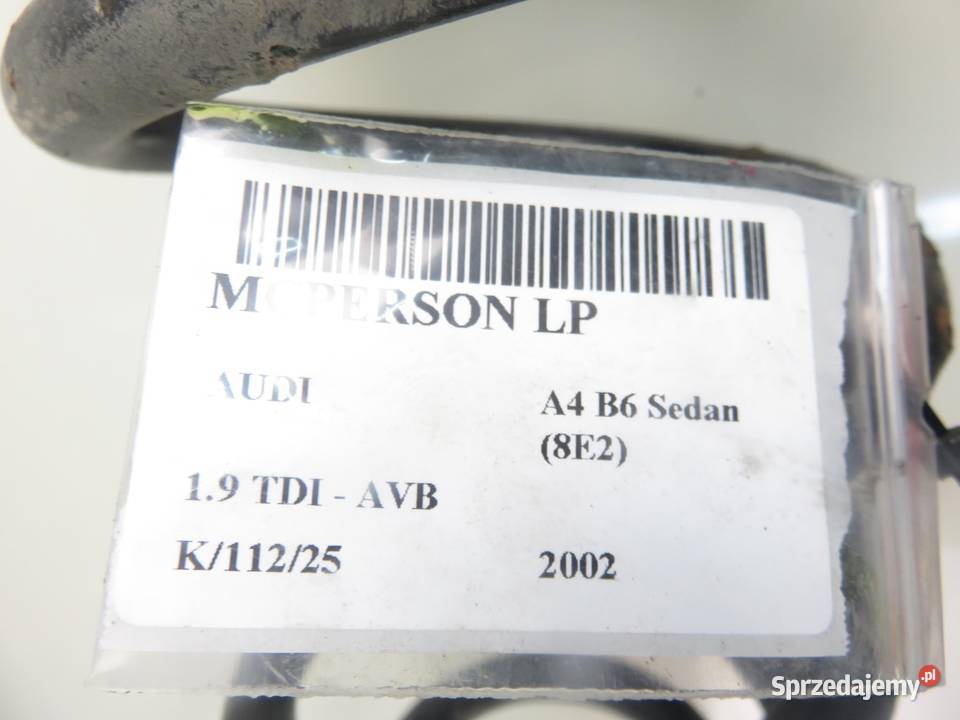 MCPERSON LP
AUDI
A4 B6 Sedan
(8E2)
1.9 TDI - AVB
K/112/25
2002
Sprzedajemy.pl